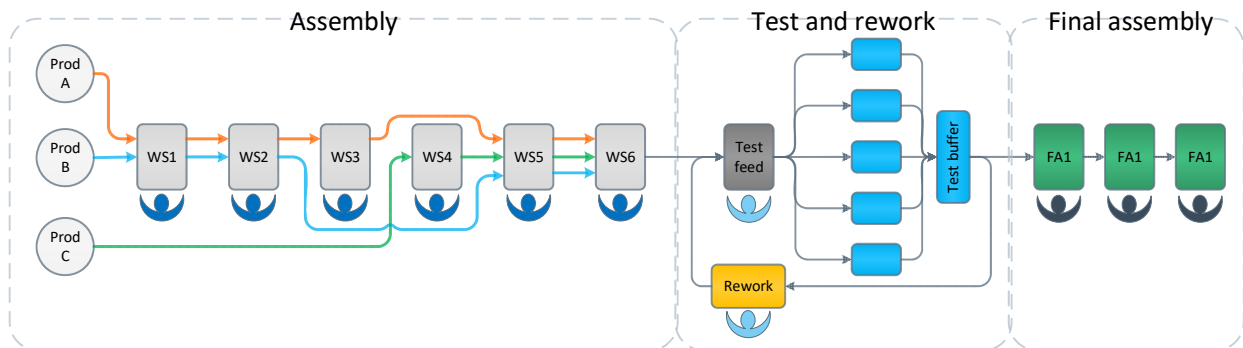 Assembly
Test and rework
Final assembly
Prod
A
Prod
B
Prod
C
WS1
WS2
WS3
WS4
WS5
WS6
Test
feed
Test buffer
Rework
FA1
FA1
FA1